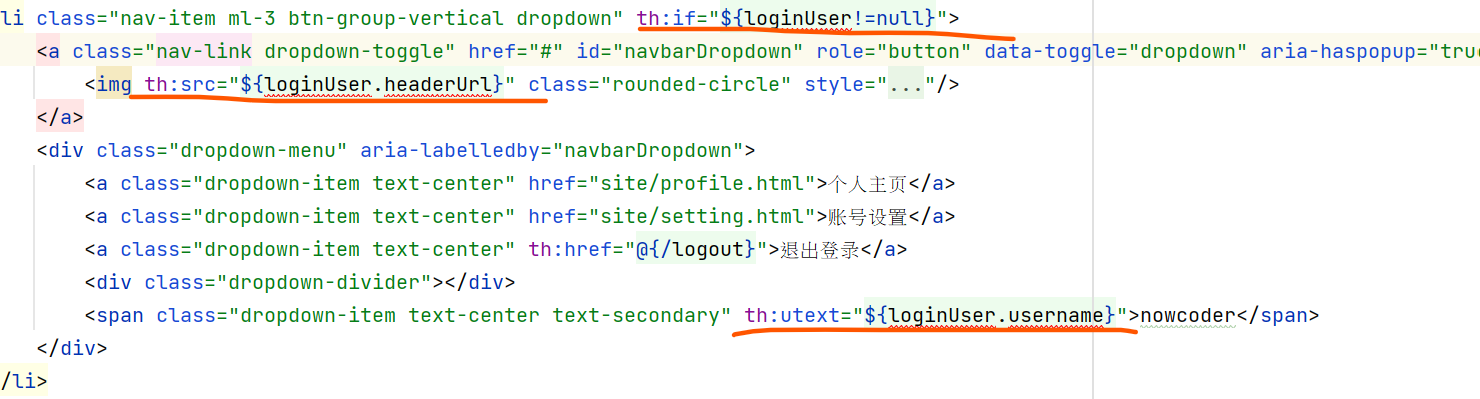 li class="nav-item ml-3 btn-group-vertical dropdown" th:if="${loginUser!=null}">
<a class="nav-link dropdown-toggle" href="#" id="navbarDropdown" role="button" data-toggle="dropdown" aria-haspopup="tru
<img th:src="${loginUser.headerUrl}" class="rounded-circle" style="..."/>
</a>
<div class="dropdown-menu" aria-labelledby="navbarDropdown">
<a class="dropdown-item text-center" href="site/profile.html">个人主页</a>
<a class="dropdown-item text-center" href="site/setting.html">账号设置</a>
<a class="dropdown-item text-center" th:href="@{/logout}">退出登录</a>
<div class="dropdown-divider"></div>
<span class="dropdown-item text-center text-secondary" th:utext="${loginUser.username}">nowcoder</span>
</div>
/li>